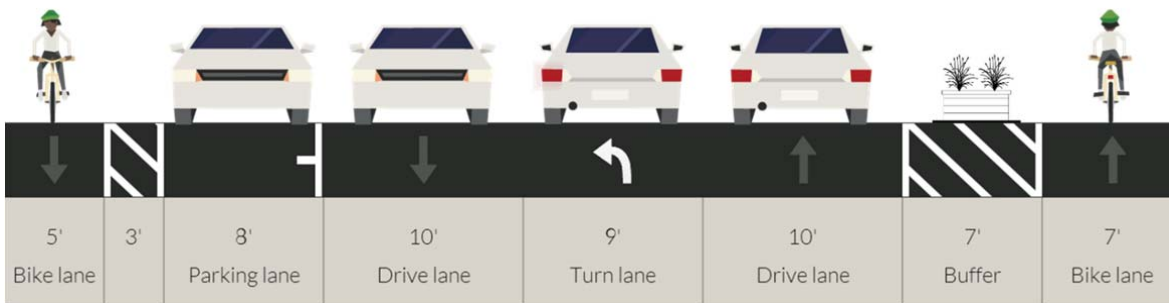 5' 3' 8' 10' 9' 10' 7' 7'
Bike lane Parking lane Drive lane Turn lane Drive lane Buffer Bike lane